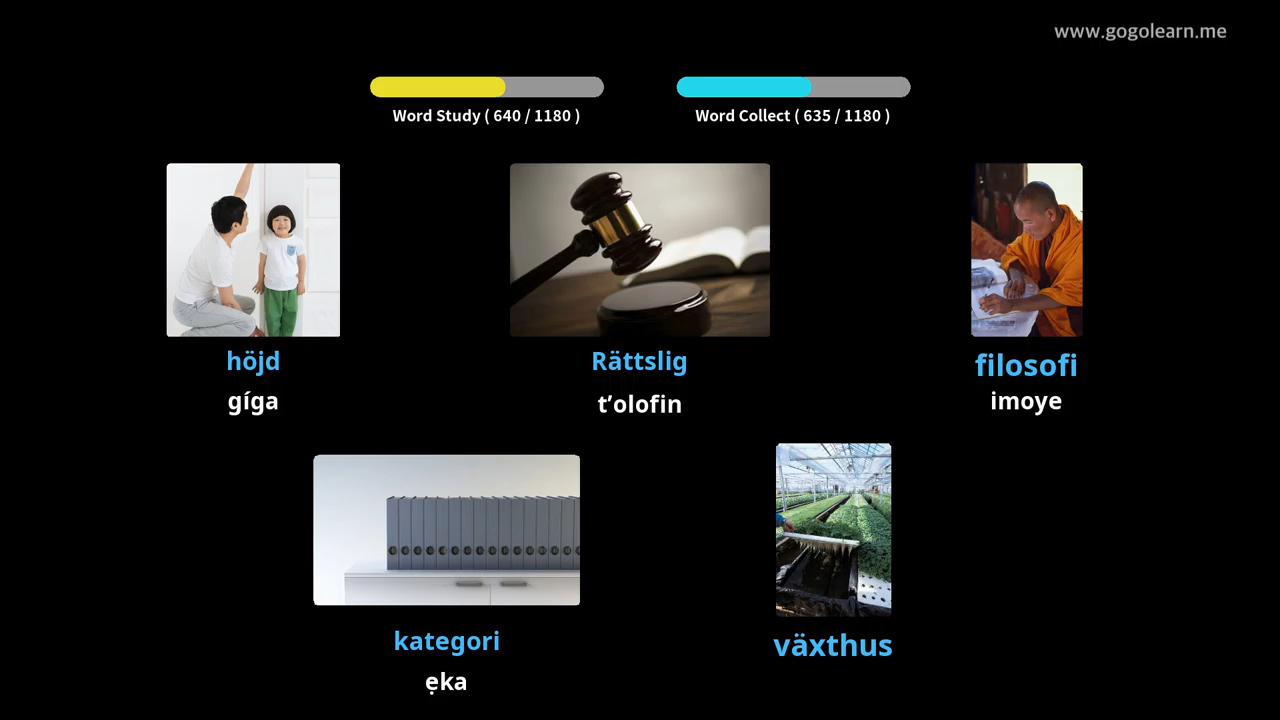 www.gogolearn.me
Word Study ( 640 / 1180 )
Word Collect ( 635 / 1180 )
höjd
gíga
Rättslig
t’olofin
filosofi
imoye
kategori
ẹka
växthus